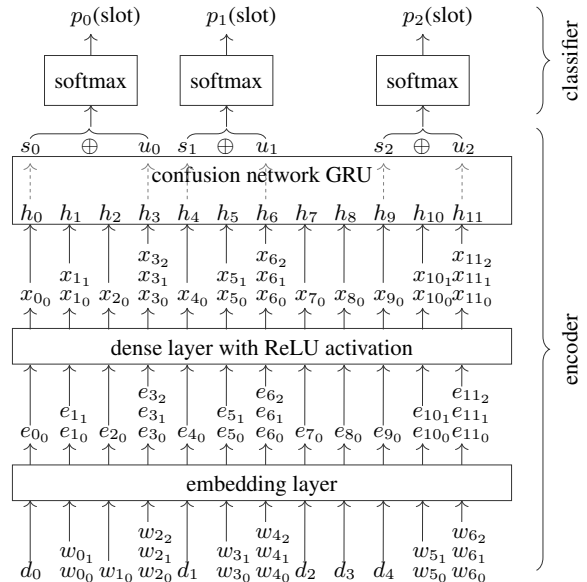 p₀(slot) p₁(slot) p₂(slot)
softmax softmax softmax
classifier
s₀ ⊕ u₀ s₁ ⊕ u₁ s₂ ⊕ u₂
confusion network GRU
h₀ h₁ h₂ h₃ h₄ h₅ h₆ h₇ h₈ h₉ h₁₀ h₁₁
x₃₂ x₆₂ x₁₁₂
x₁₁ x₃₁ x₅₁ x₆₁ x₁₀₁ x₁₁₁
x₀₀ x₁₀ x₂₀ x₃₀ x₄₀ x₅₀ x₆₀ x₇₀ x₈₀ x₉₀ x₁₀₀ x₁₁₀
dense layer with ReLU activation
encoder
e₃₂ e₆₂ e₁₁₂
e₁₁ e₃₁ e₅₁ e₆₁ e₁₀₁ e₁₁₁
e₀₀ e₁₀ e₂₀ e₃₀ e₄₀ e₅₀ e₆₀ e₇₀ e₈₀ e₉₀ e₁₀₀ e₁₁₀
embedding layer
w₂₂ w₄₂ w₆₂
w₀₁ w₂₁ w₃₁ w₄₁ w₅₁ w₆₁
d₀ w₀₀ w₁₀ w₂₀ d₁ w₃₀ w₄₀ d₂ d₃ d₄ w₅₀ w₆₀